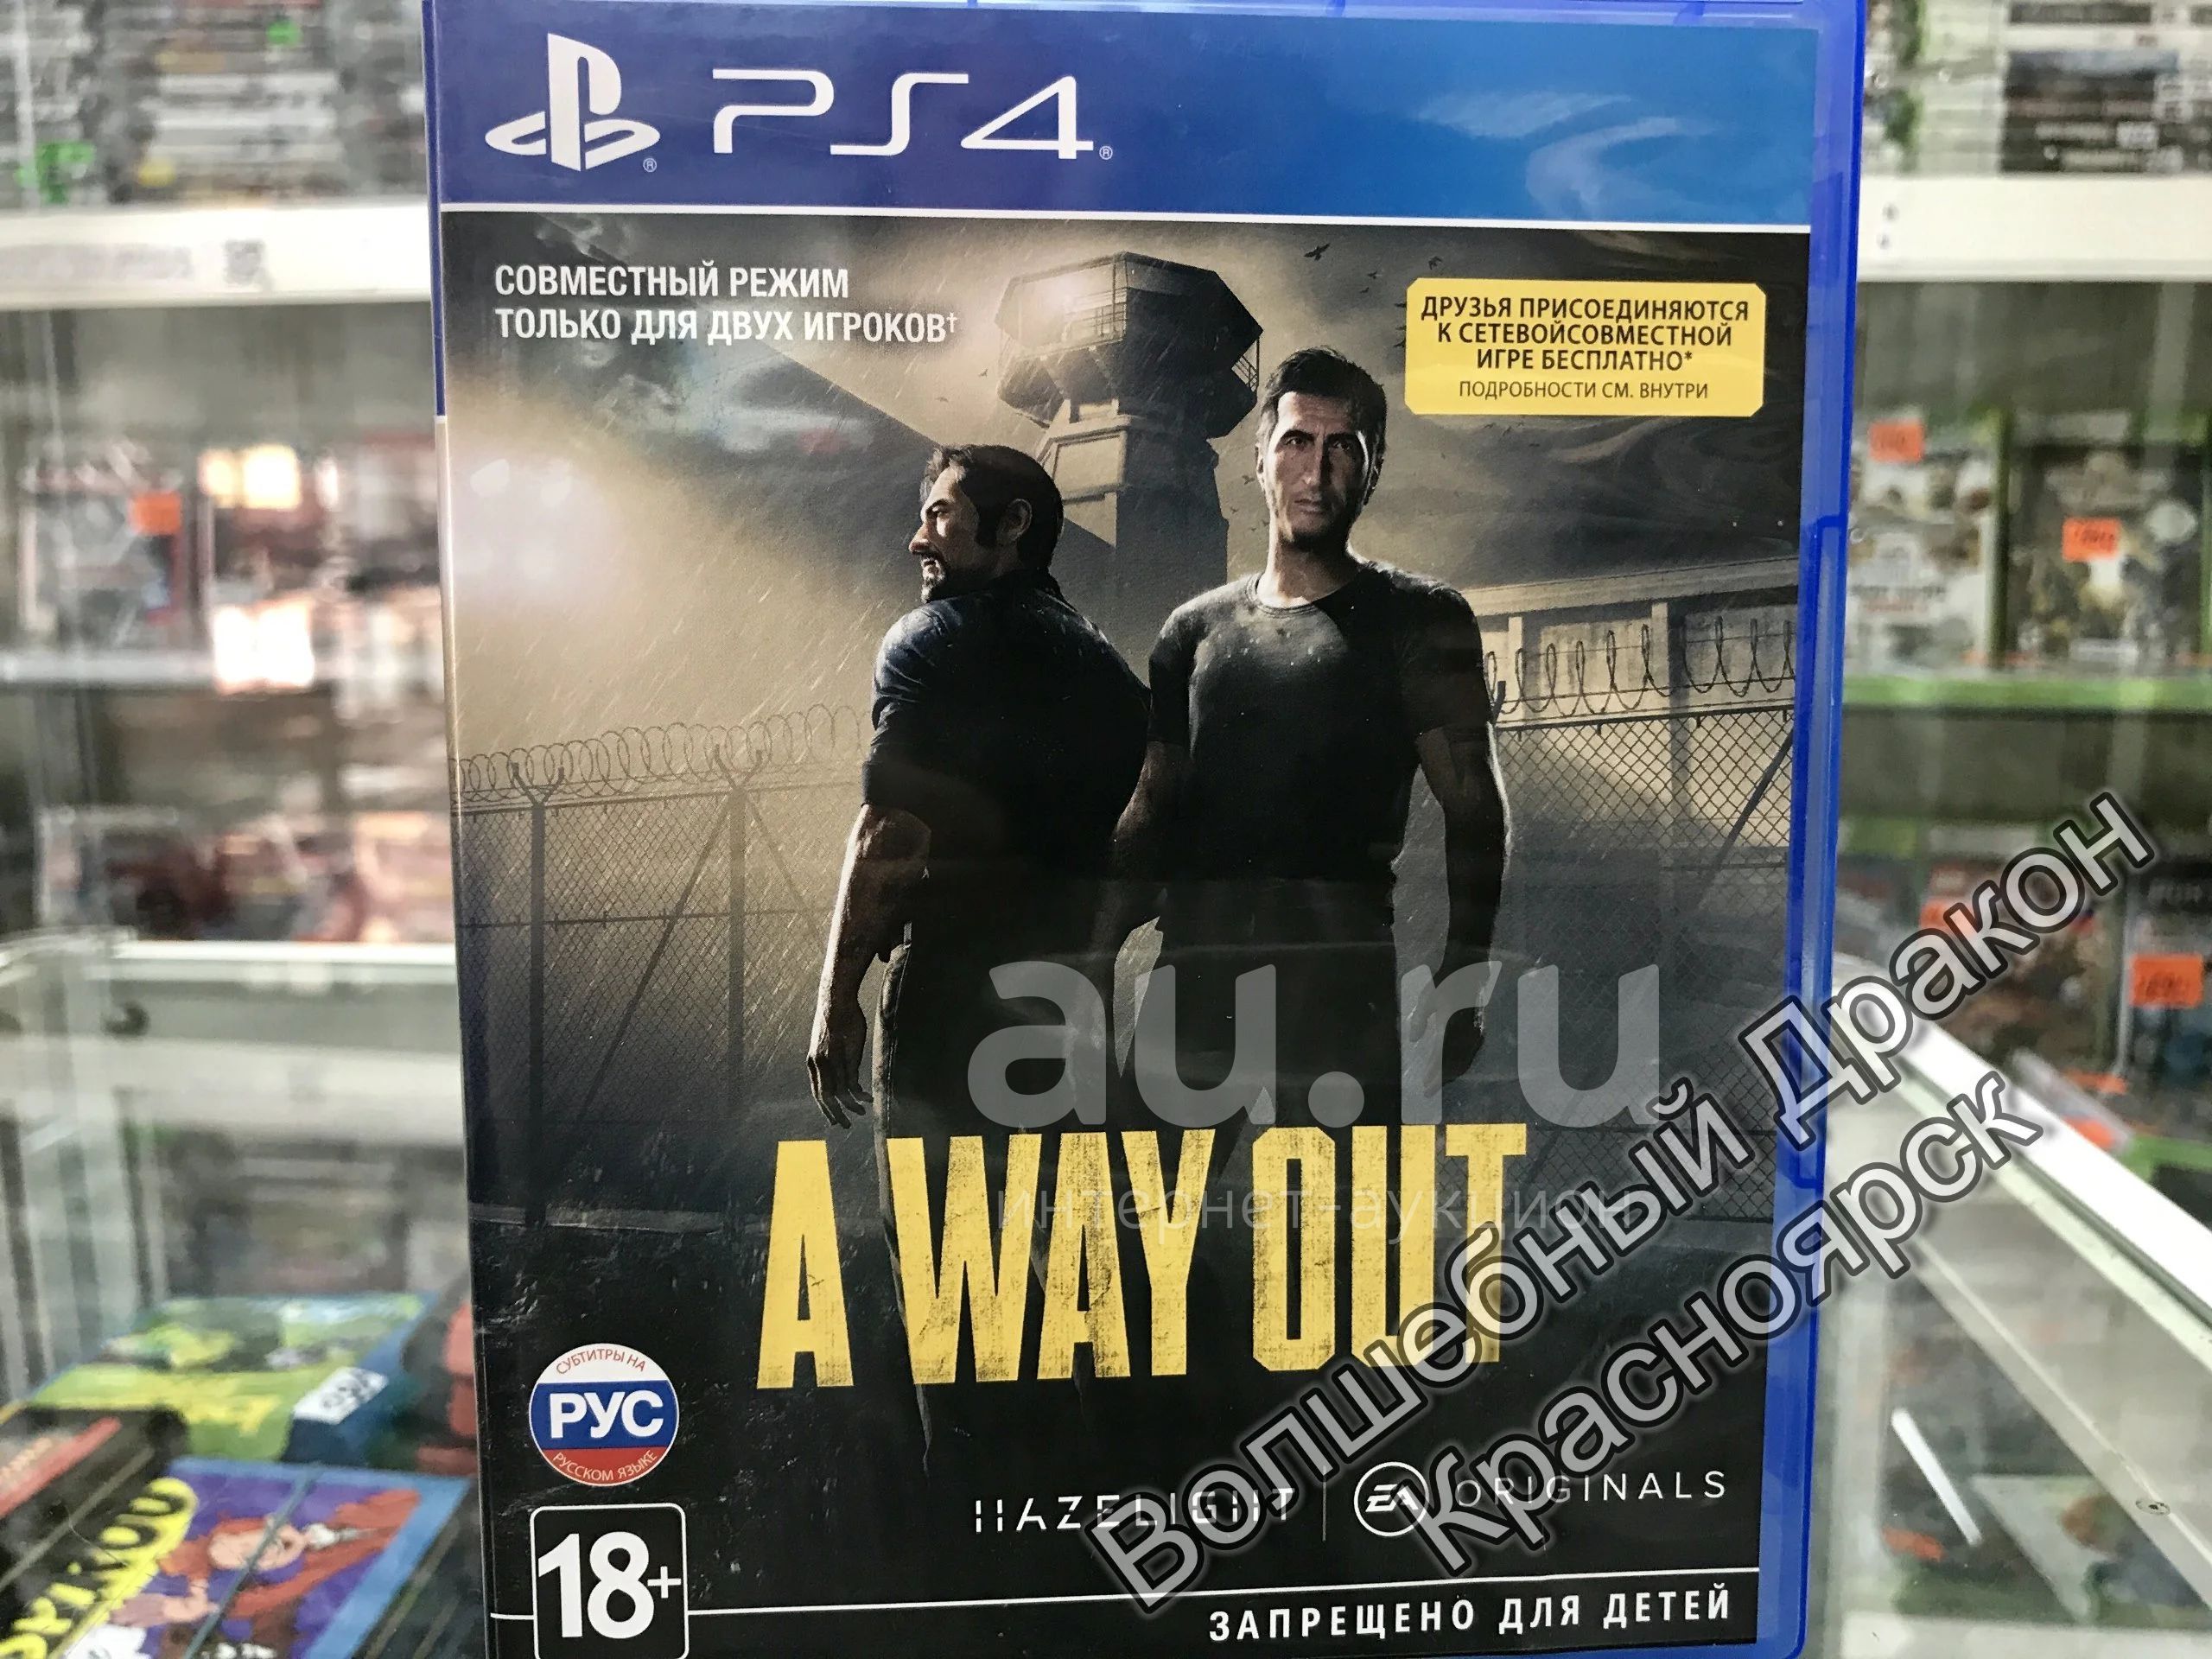 PS4
СОВМЕСТНЫЙ РЕЖИМ
ТОЛЬКО ДЛЯ ДВУХ ИГРОКОВ†
ДРУЗЬЯ ПРИСОЕДИНЯЮТСЯ
К СЕТЕВОЙСОВМЕСТНОЙ
ИГРЕ БЕСПЛАТНО*
ПОДРОБНОСТИ СМ. ВНУТРИ
au.ru
интернет-аукцион
A WAY OUT
Волшебный Дракон
Красноярск
СУБТИТРЫ НА
РУС
РУССКОМ ЯЗЫКЕ
HAZELIGHT
EA ORIGINALS
18+
ЗАПРЕЩЕНО ДЛЯ ДЕТЕЙ